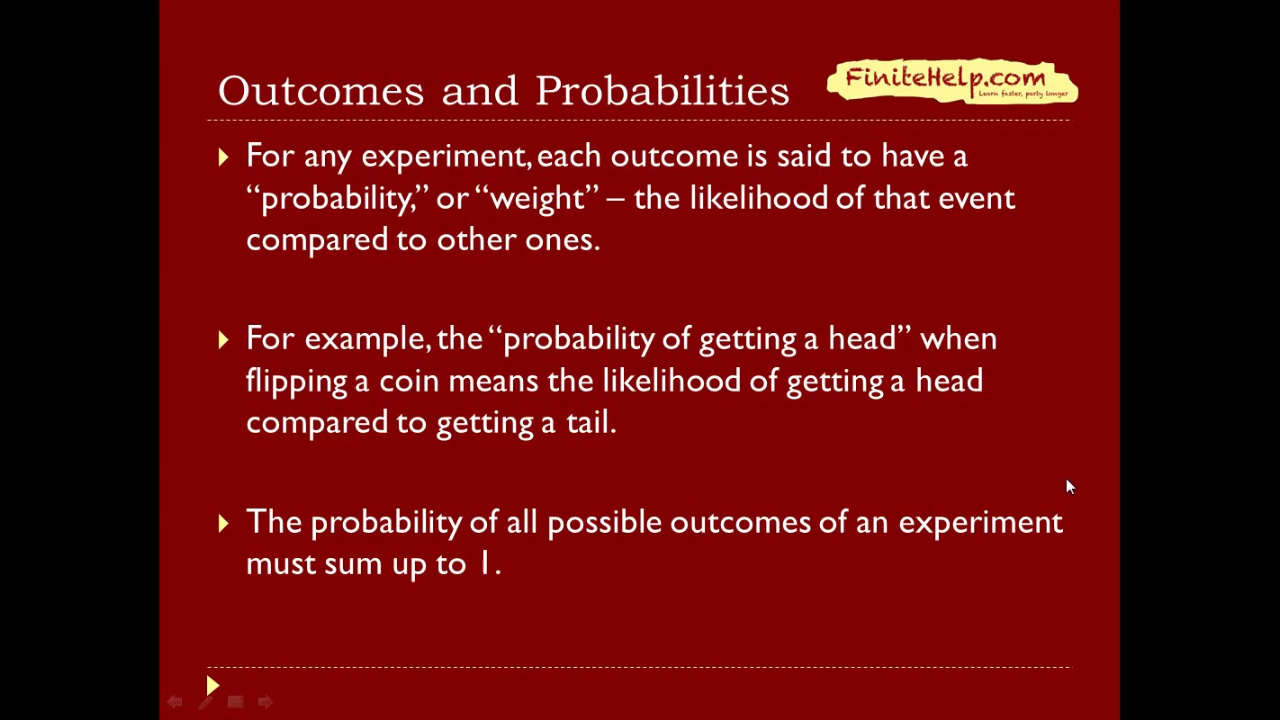 Outcomes and Probabilities
FiniteHelp.com
Learn faster, party longer
For any experiment, each outcome is said to have a
“probability,” or “weight” – the likelihood of that event
compared to other ones.
For example, the “probability of getting a head” when
flipping a coin means the likelihood of getting a head
compared to getting a tail.
The probability of all possible outcomes of an experiment
must sum up to 1.